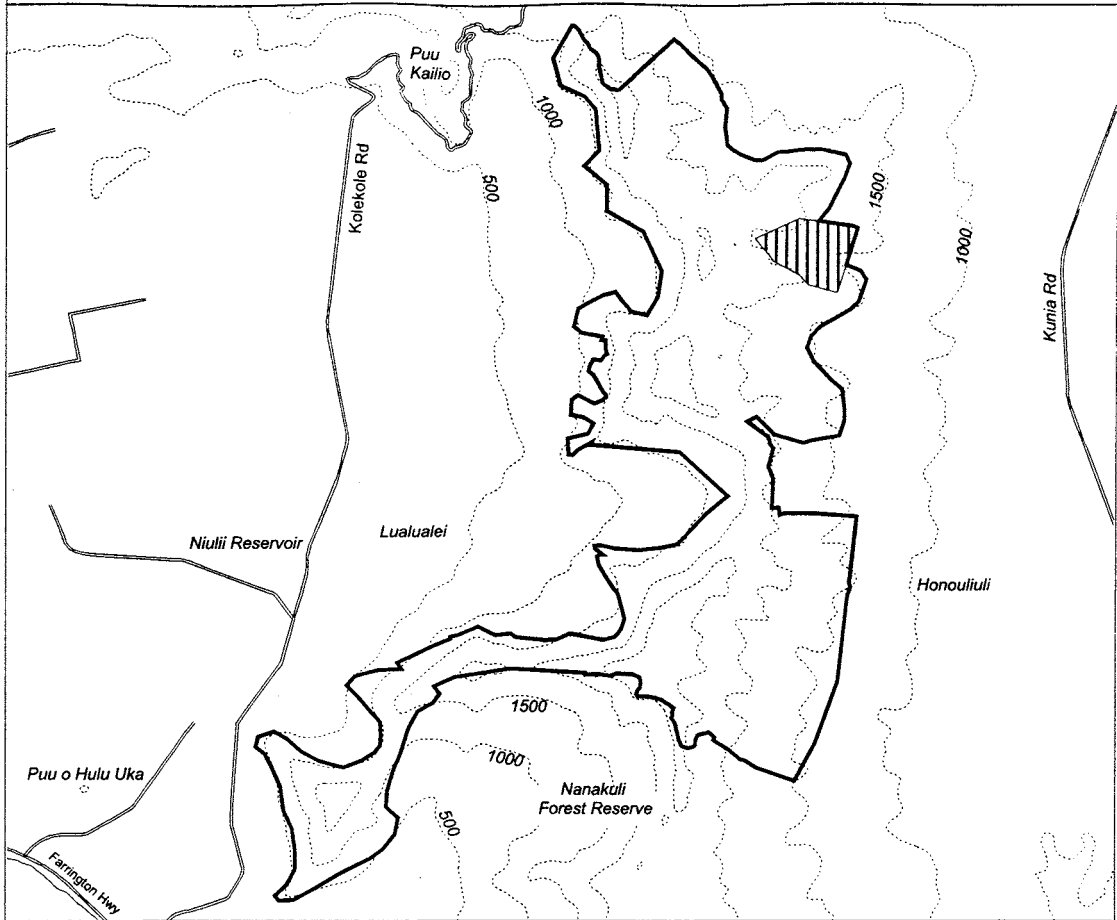 Puu
Kailio
1000
Kolekole Rd
500
1500
1000
Kunia Rd
Niulii Reservoir
Lualualei
Honouliuli
1500
1000
Puu o Hulu Uka
Nanakuli
Forest Reserve
500
Farrington Hwy